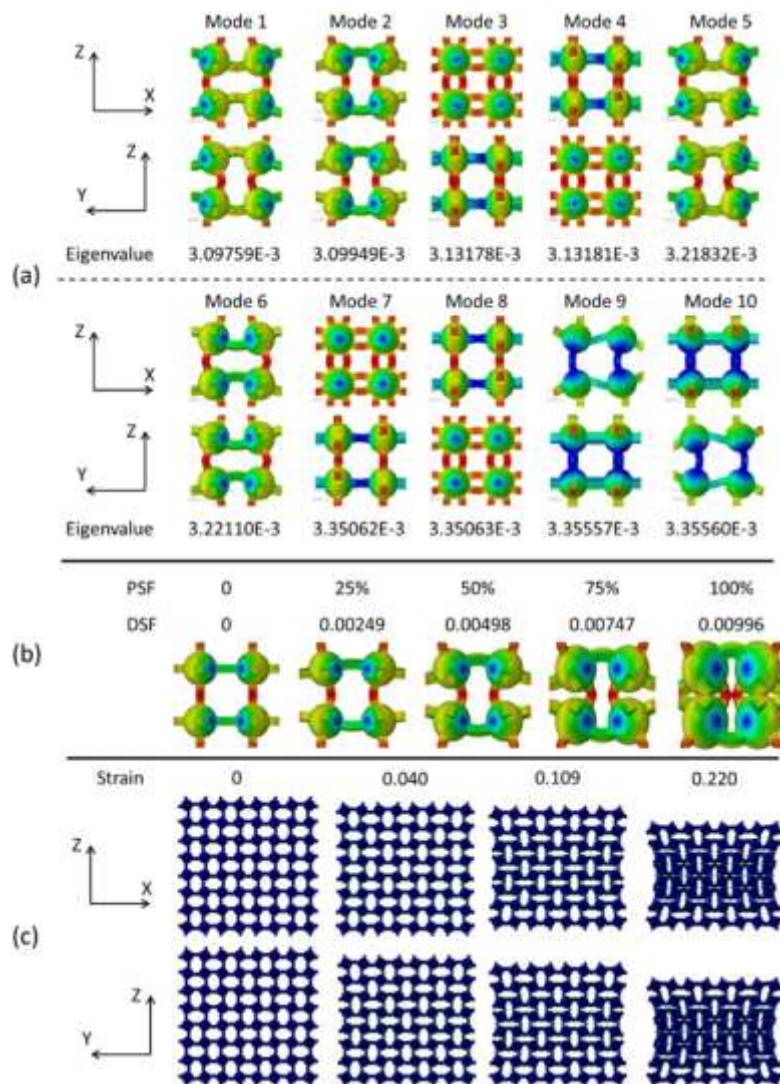 Mode 1 Mode 2 Mode 3 Mode 4 Mode 5
Z
X
Z
Y
Eigenvalue 3.09759E-3 3.09949E-3 3.13178E-3 3.13181E-3 3.21832E-3
(a)
Mode 6 Mode 7 Mode 8 Mode 9 Mode 10
Z
X
Z
Y
Eigenvalue 3.22110E-3 3.35062E-3 3.35063E-3 3.35557E-3 3.35560E-3
PSF 0 25% 50% 75% 100%
DSF 0 0.00249 0.00498 0.00747 0.00996
(b)
Strain 0 0.040 0.109 0.220
Z
X
(c)
Z
Y